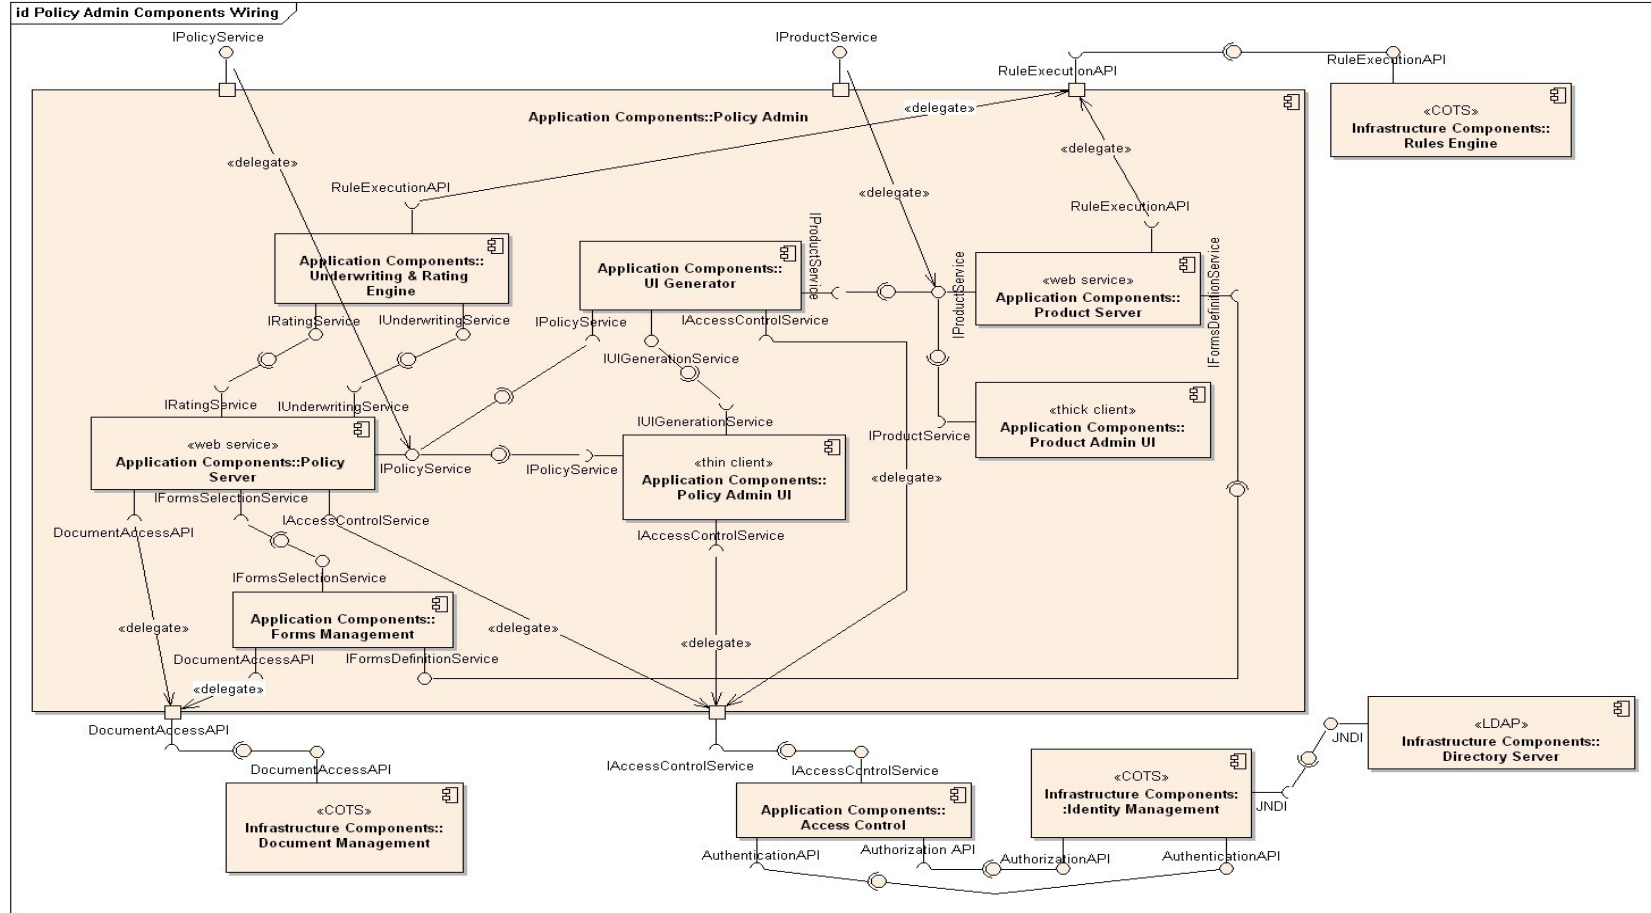 id Policy Admin Components Wiring
IPolicyService
IProductService
RuleExecutionAPI
RuleExecutionAPI
«COTS»
Infrastructure Components::
Rules Engine
Application Components::Policy Admin
«delegate»
«delegate»
«delegate»
«delegate»
RuleExecutionAPI
RuleExecutionAPI
Application Components::
Underwriting & Rating
Engine
Application Components::
UI Generator
IProductService
IProductService
«web service»
Application Components::
Product Server
IFormsDefinitionService
IRatingService
IUnderwritingService
IPolicyService
IAccessControlService
IUIGenerationService
IRatingService
IUnderwritingService
IUIGenerationService
IProductService
«thick client»
Application Components::
Product Admin UI
«web service»
Application Components::Policy
Server
IPolicyService
IPolicyService
«thin client»
Application Components::
Policy Admin UI
«delegate»
IFormsSelectionService
DocumentAccessAPI
IAccessControlService
IAccessControlService
IFormsSelectionService
Application Components::
Forms Management
«delegate»
«delegate»
«delegate»
DocumentAccessAPI
IFormsDefinitionService
«delegate»
DocumentAccessAPI
DocumentAccessAPI
IAccessControlService
IAccessControlService
«COTS»
Infrastructure Components::
Document Management
Application Components::
Access Control
«COTS»
Infrastructure Components:
:Identity Management
JNDI
JNDI
«LDAP»
Infrastructure Components::
Directory Server
AuthenticationAPI
Authorization API
AuthorizationAPI
AuthenticationAPI